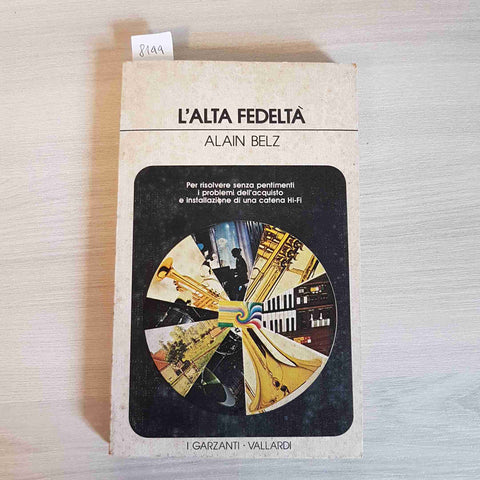 8199
L'ALTA FEDELTÀ
ALAIN BELZ
Per risolvere senza pentimenti
i problemi dell'acquisto
e installazione di una catena Hi-Fi
I GARZANTI · VALLARDI